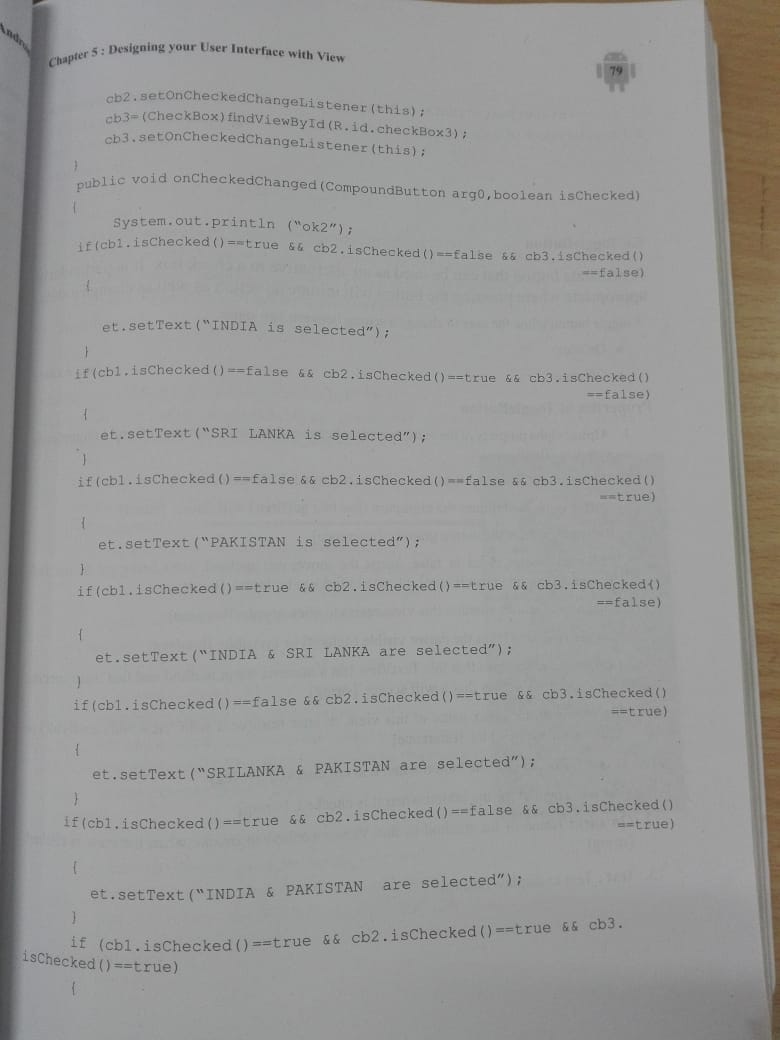 Chapter 5 : Designing your User Interface with View
79
cb2.setOnCheckedChangeListener(this);
cb3=(CheckBox)findViewById(R.id.checkBox3);
cb3.setOnCheckedChangeListener(this);
}
public void onCheckedChanged(CompoundButton arg0,boolean isChecked)
{
System.out.println (“ok2”);
if(cb1.isChecked()==true && cb2.isChecked()==false && cb3.isChecked()
==false)
{
et.setText(“INDIA is selected”);
}
if(cb1.isChecked()==false && cb2.isChecked()==true && cb3.isChecked()
==false)
{
et.setText(“SRI LANKA is selected”);
}
if(cb1.isChecked()==false && cb2.isChecked()==false && cb3.isChecked()
==true)
{
et.setText(“PAKISTAN is selected”);
}
if(cb1.isChecked()==true && cb2.isChecked()==true && cb3.isChecked()
==false)
{
et.setText(“INDIA & SRI LANKA are selected”);
}
if(cb1.isChecked()==false && cb2.isChecked()==true && cb3.isChecked()
==true)
{
et.setText(“SRILANKA & PAKISTAN are selected”);
}
if(cb1.isChecked()==true && cb2.isChecked()==false && cb3.isChecked()
==true)
{
et.setText(“INDIA & PAKISTAN are selected”);
}
if (cb1.isChecked()==true && cb2.isChecked()==true && cb3.
isChecked()==true)
{